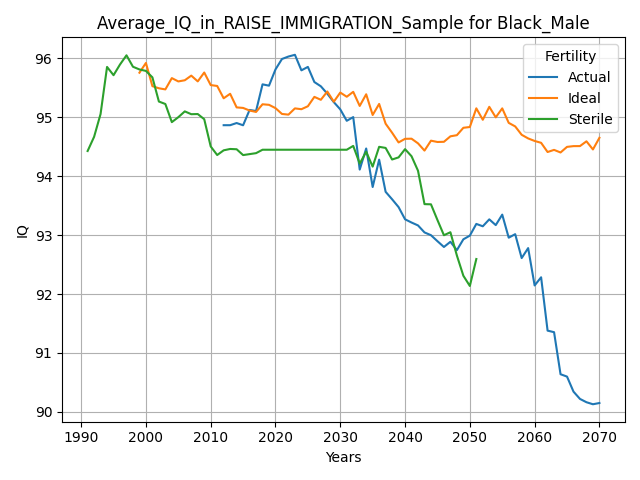 Average_IQ_in_RAISE_IMMIGRATION_Sample for Black_Male
Fertility
Actual
Ideal
Sterile
IQ
96
95
94
93
92
91
90
1990 2000 2010 2020 2030 2040 2050 2060 2070
Years